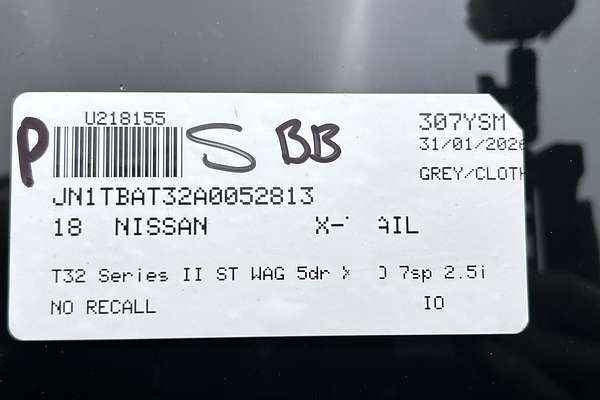 U218155
P S BB
307YSM
31/01/2026
GREY/CLOTH
JN1TBAT32A0052813
18 NISSAN X- AIL
T32 Series II ST WAG 5dr 7sp 2.5i
NO RECALL IO